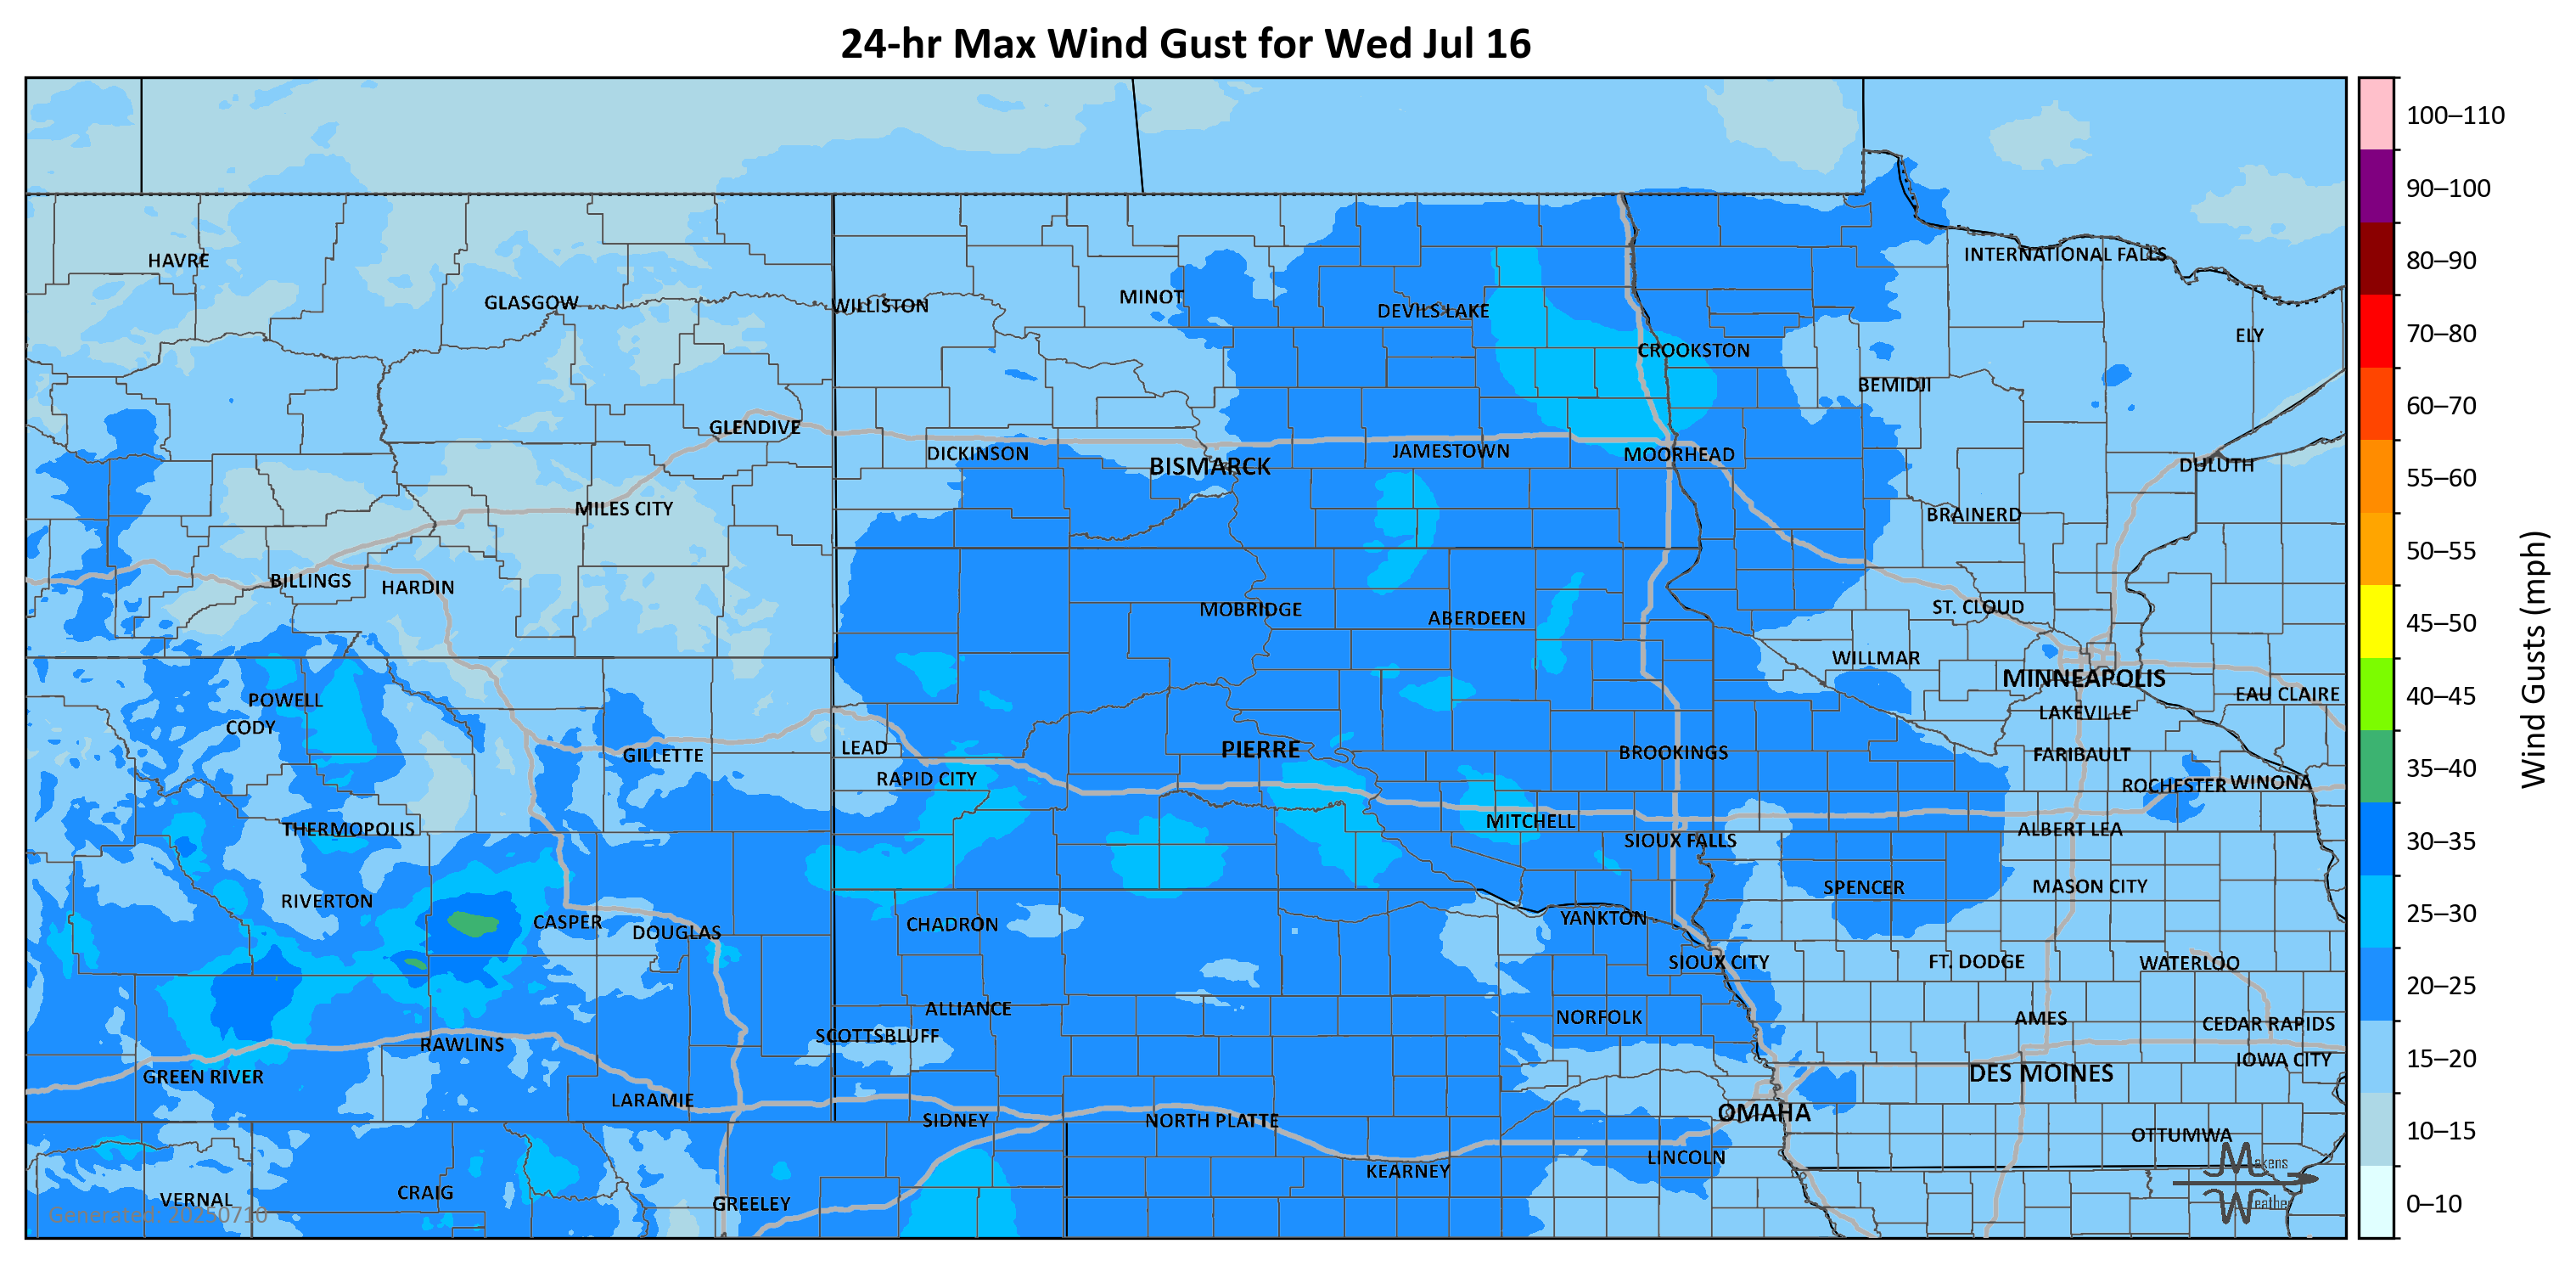 24-hr Max Wind Gust for Wed Jul 16
100–110
90–100
80–90
70–80
60–70
55–60
50–55
45–50
40–45
35–40
30–35
25–30
20–25
15–20
10–15
0–10
Wind Gusts (mph)
HAVRE
GLASGOW
WILLISTON
MINOT
DEVILS LAKE
INTERNATIONAL FALLS
ELY
CROOKSTON
BEMIDJI
GLENDIVE
DICKINSON
BISMARCK
JAMESTOWN
MOORHEAD
DULUTH
MILES CITY
BRAINERD
BILLINGS
HARDIN
MOBRIDGE
ABERDEEN
ST. CLOUD
WILLMAR
MINNEAPOLIS
EAU CLAIRE
POWELL
CODY
LAKEVILLE
GILLETTE
LEAD
PIERRE
BROOKINGS
FARIBAULT
RAPID CITY
ROCHESTER
WINONA
THERMOPOLIS
MITCHELL
SIOUX FALLS
ALBERT LEA
RIVERTON
SPENCER
MASON CITY
CASPER
DOUGLAS
CHADRON
YANKTON
SIOUX CITY
FT. DODGE
WATERLOO
ALLIANCE
NORFOLK
AMES
CEDAR RAPIDS
SCOTTSBLUFF
RAWLINS
IOWA CITY
GREEN RIVER
DES MOINES
LARAMIE
SIDNEY
NORTH PLATTE
OMAHA
OTTUMWA
LINCOLN
KEARNEY
VERNAL
CRAIG
GREELEY
Generated: 20250710
Makens
Weather